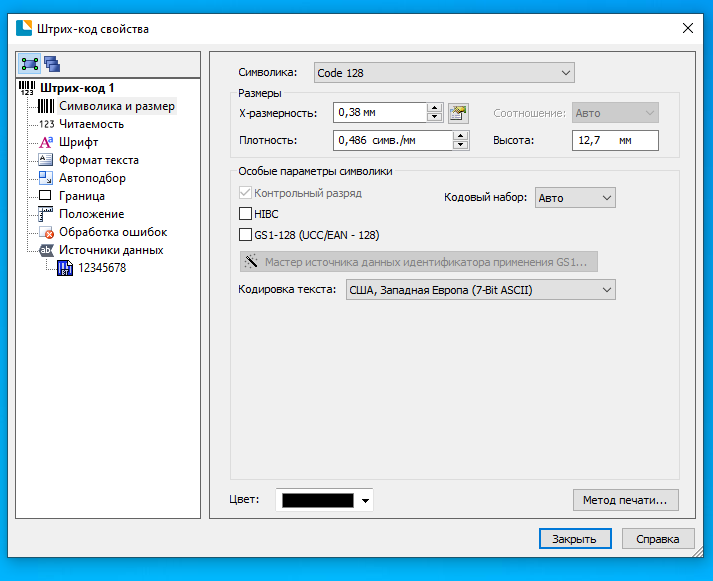 Штрих-код свойства
Штрих-код 1
Символика и размер
123 Читаемость
Шрифт
Формат текста
Автоподбор
Граница
Положение
Обработка ошибок
Источники данных
12345678
Символика: Code 128
Размеры
X-размерность: 0,38 мм Соотношение: Авто
Плотность: 0,486 симв./мм Высота: 12,7 мм
Особые параметры символики
Контрольный разряд Кодовый набор: Авто
HIBC
GS1-128 (UCC/EAN - 128)
Мастер источника данных идентификатора применения GS1...
Кодировка текста: США, Западная Европа (7-Bit ASCII)
Цвет: Метод печати...
Закрыть Справка